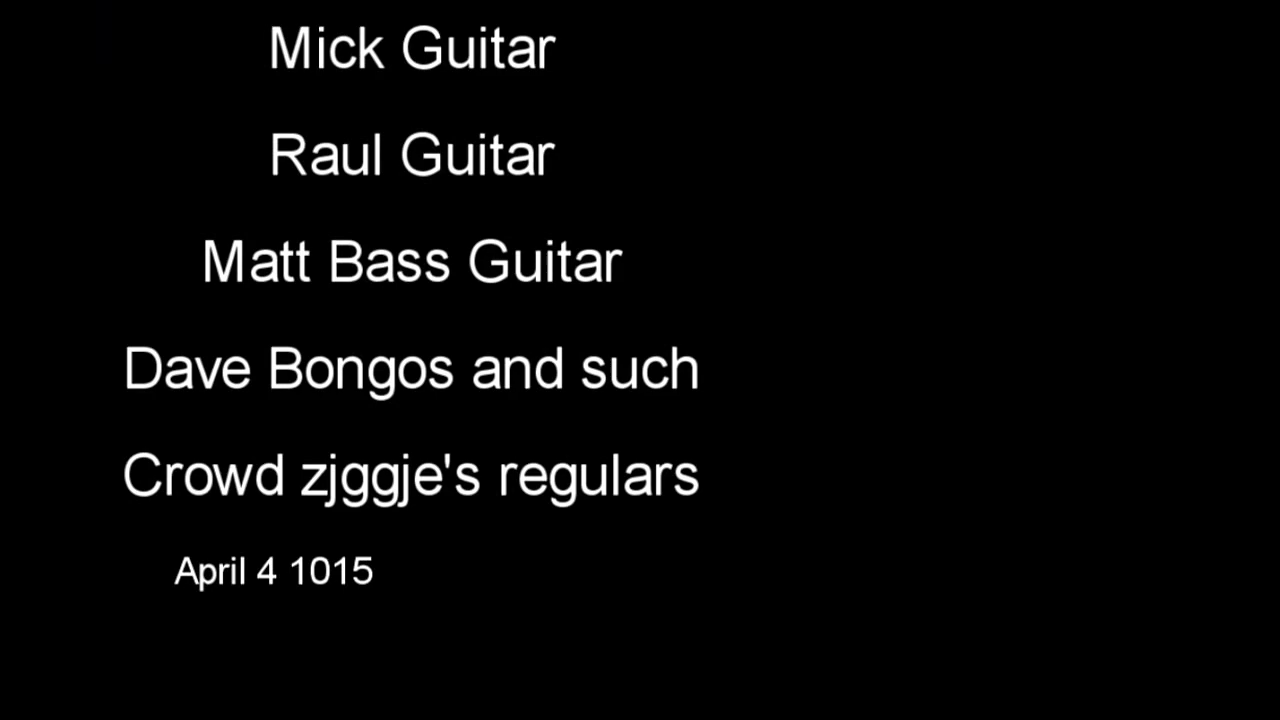 Mick Guitar
Raul Guitar
Matt Bass Guitar
Dave Bongos and such
Crowd zjggje's regulars
April 4 1015